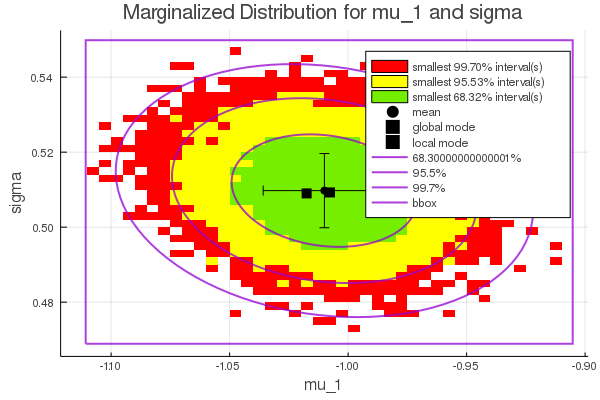 Marginalized Distribution for mu_1 and sigma
0.54
0.52
0.50
0.48
sigma
smallest 99.70% interval(s)
smallest 95.53% interval(s)
smallest 68.32% interval(s)
mean
global mode
local mode
68.30000000000001%
95.5%
99.7%
bbox
-1.10
-1.05
-1.00
-0.95
-0.90
mu_1